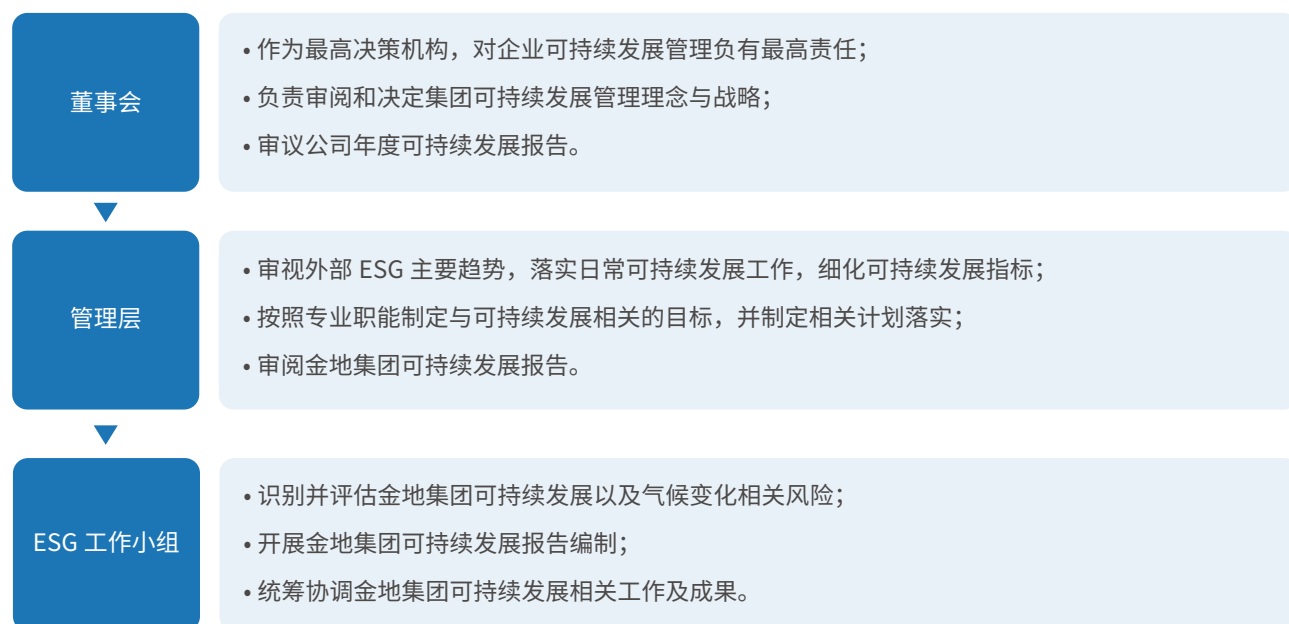 董事会
• 作为最高决策机构，对企业可持续发展管理负有最高责任；
• 负责审阅和决定集团可持续发展管理理念与战略；
• 审议公司年度可持续发展报告。
管理层
• 审视外部 ESG 主要趋势，落实日常可持续发展工作，细化可持续发展指标；
• 按照专业职能制定与可持续发展相关的目标，并制定相关计划落实；
• 审阅金地集团可持续发展报告。
ESG 工作小组
• 识别并评估金地集团可持续发展以及气候变化相关风险；
• 开展金地集团可持续发展报告编制；
• 统筹协调金地集团可持续发展相关工作及成果。